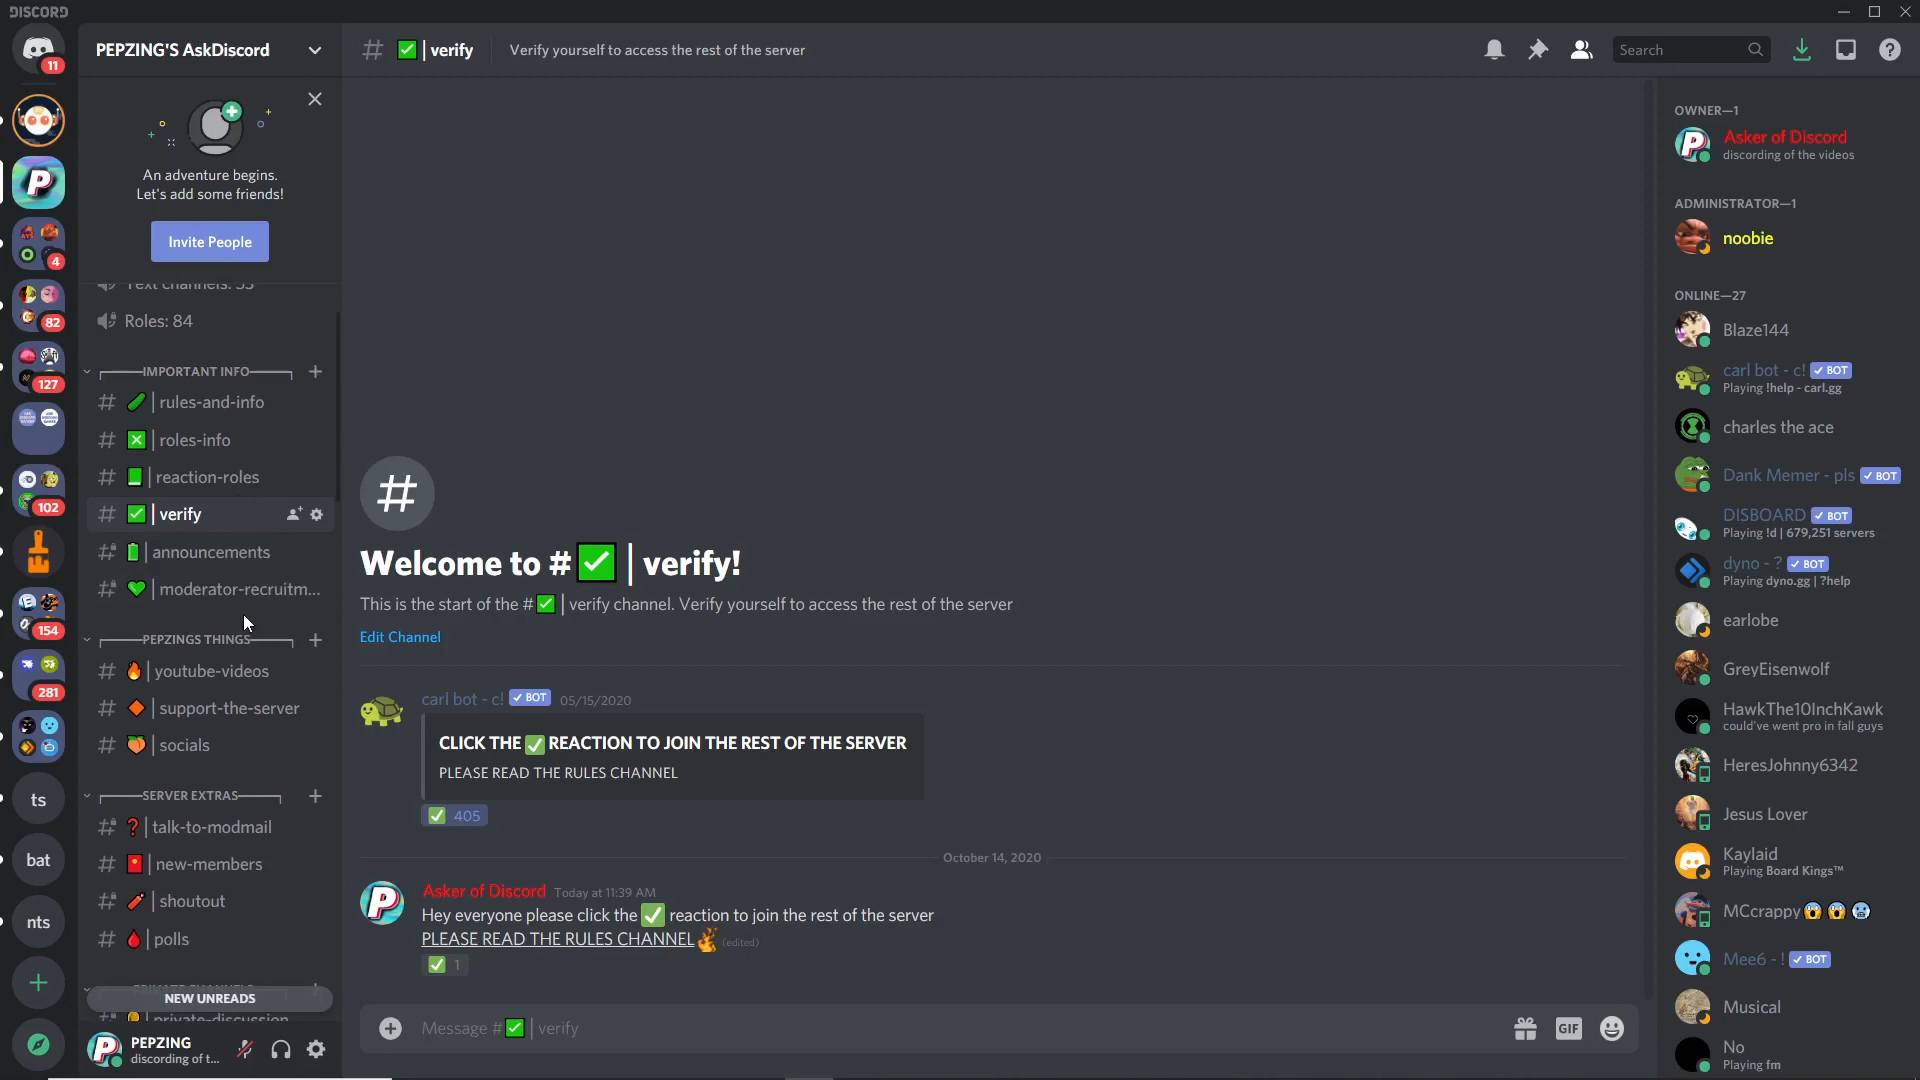 DISCORD
11
4
82
127
102
154
281
ts
bat
nts
PEPZING'S AskDiscord
An adventure begins.
Let's add some friends!
Invite People
Text channels: 53
Roles: 84
IMPORTANT INFO
rules-and-info
roles-info
reaction-roles
verify
announcements
moderator-recruitm...
PEPZINGS THINGS
youtube-videos
support-the-server
socials
SERVER EXTRAS
talk-to-modmail
new-members
shoutout
polls
NEW UNREADS
private-discussion
PEPZING
discording of t...
# ✅ | verify
Verify yourself to access the rest of the server
Search
Welcome to #✅ | verify!
This is the start of the #✅ | verify channel. Verify yourself to access the rest of the server
Edit Channel
carl bot - c! ✓ BOT 05/15/2020
CLICK THE ✅ REACTION TO JOIN THE REST OF THE SERVER
PLEASE READ THE RULES CHANNEL
✅ 405
October 14, 2020
Asker of Discord Today at 11:39 AM
Hey everyone please click the ✅ reaction to join the rest of the server
PLEASE READ THE RULES CHANNEL 🔥 (edited)
✅ 1
Message #✅ | verify
GIF
OWNER—1
Asker of Discord
discording of the videos
ADMINISTRATOR—1
noobie
ONLINE—27
Blaze144
carl bot - c! ✓ BOT
Playing !help - carl.gg
charles the ace
Dank Memer - pls ✓ BOT
DISBOARD ✓ BOT
Playing !d | 679,251 servers
dyno - ? ✓ BOT
Playing dyno.gg | ?help
earlobe
GreyEisenwolf
HawkThe10InchKawk
could've went pro in fall guys
HeresJohnny6342
Jesus Lover
Kaylaid
Playing Board Kings™
MCcrappy😱😱🥶
Mee6 - ! ✓ BOT
Musical
No
Playing fm